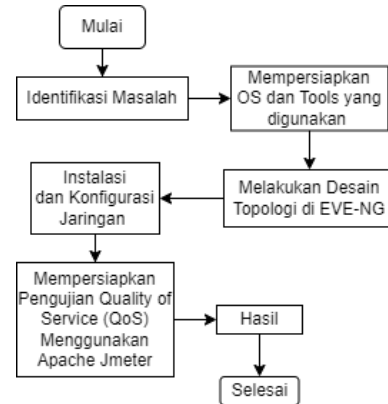 Mulai
Identifikasi Masalah
Mempersiapkan
OS dan Tools yang
digunakan
Melakukan Desain
Topologi di EVE-NG
Instalasi
dan Konfigurasi
Jaringan
Mempersiapkan
Pengujian Quality of
Service (QoS)
Menggunakan
Apache Jmeter
Hasil
Selesai